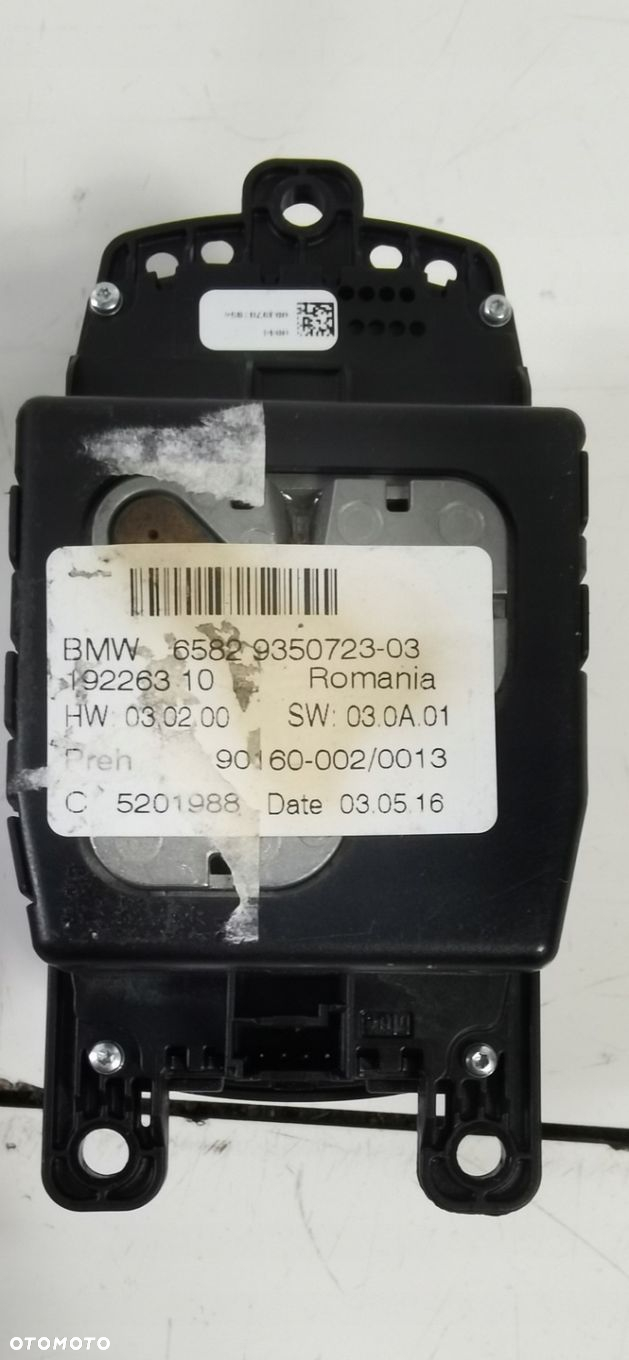 BMW 6582 9350723-03
192263 10 Romania
HW: 03.02.00 SW: 03.0A.01
Preh 90160-002/0013
C 5201988 Date 03.05.16
OTOMOTO